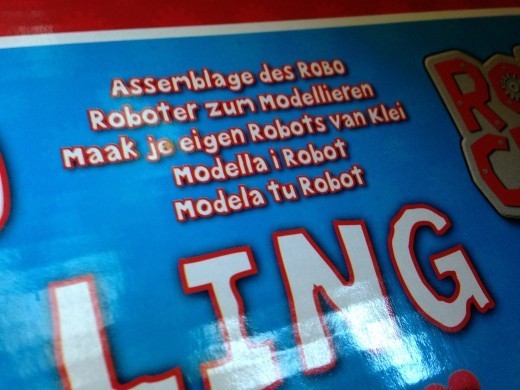 Assemblage des ROBO
Roboter zum Modellieren
Maak je eigen Robots van Klei
Modella i Robot
Modela tu Robot
LING